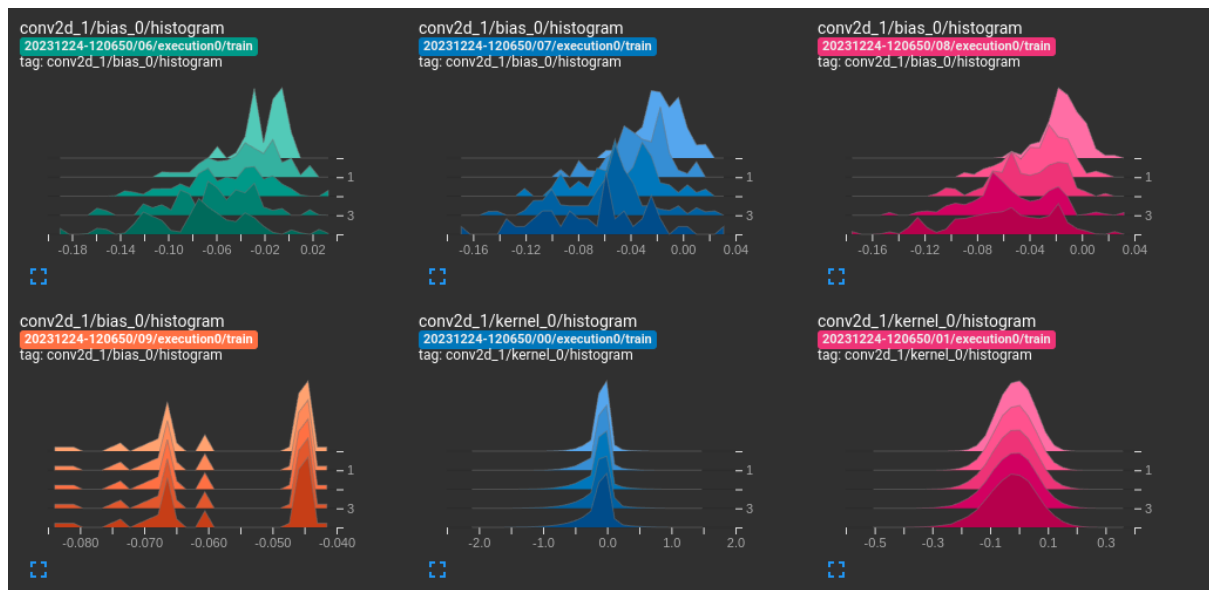 conv2d_1/bias_0/histogram
20231224-120650/06/execution0/train
tag: conv2d_1/bias_0/histogram
1
3
-0.18 -0.14 -0.10 -0.06 -0.02 0.02
conv2d_1/bias_0/histogram
20231224-120650/07/execution0/train
tag: conv2d_1/bias_0/histogram
1
3
-0.16 -0.12 -0.08 -0.04 0.00 0.04
conv2d_1/bias_0/histogram
20231224-120650/08/execution0/train
tag: conv2d_1/bias_0/histogram
1
3
-0.16 -0.12 -0.08 -0.04 0.00 0.04
conv2d_1/bias_0/histogram
20231224-120650/09/execution0/train
tag: conv2d_1/bias_0/histogram
1
3
-0.080 -0.070 -0.060 -0.050 -0.040
conv2d_1/kernel_0/histogram
20231224-120650/00/execution0/train
tag: conv2d_1/kernel_0/histogram
1
3
-2.0 -1.0 0.0 1.0 2.0
conv2d_1/kernel_0/histogram
20231224-120650/01/execution0/train
tag: conv2d_1/kernel_0/histogram
1
3
-0.5 -0.3 -0.1 0.1 0.3